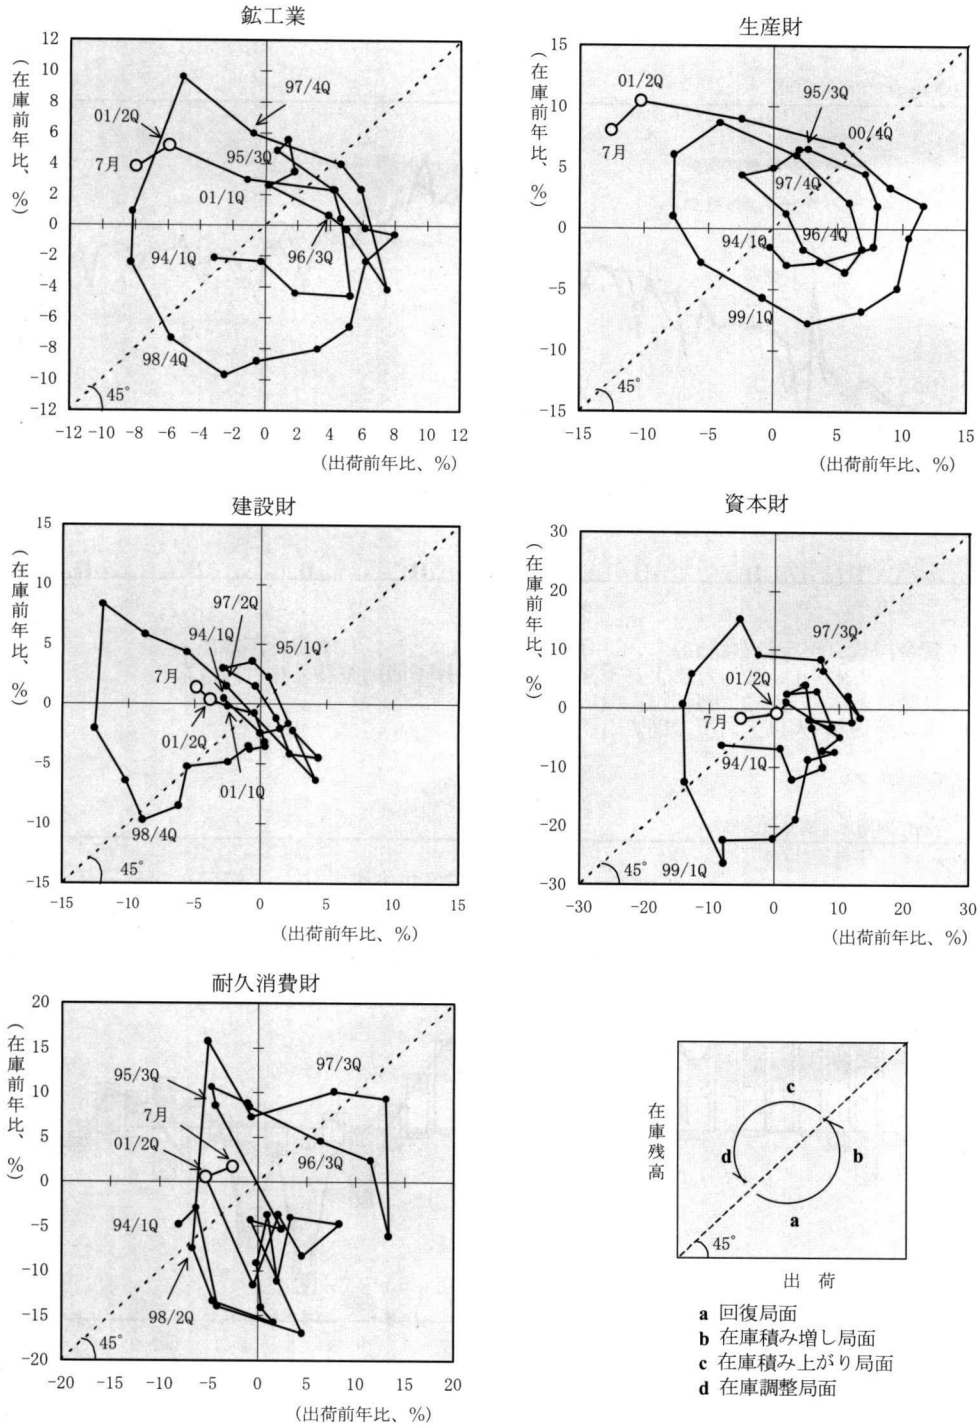 鉱工業
(在庫前年比、%)
12
10
8
6
4
2
0
-2
-4
-6
-8
-10
-12
97/4Q
01/2Q
7月
95/3Q
01/1Q
94/1Q
96/3Q
98/4Q
45°
-12 -10 -8 -6 -4 -2 0 2 4 6 8 10 12
(出荷前年比、%)
生産財
(在庫前年比、%)
15
10
5
0
-5
-10
-15
01/2Q
95/3Q
7月
00/4Q
97/4Q
94/1Q
96/4Q
99/1Q
45°
-15 -10 -5 0 5 10 15
(出荷前年比、%)
建設財
(在庫前年比、%)
15
10
5
0
-5
-10
-15
97/2Q
94/1Q
95/1Q
7月
01/2Q
01/1Q
98/4Q
45°
-15 -10 -5 0 5 10 15
(出荷前年比、%)
資本財
(在庫前年比、%)
30
20
10
0
-10
-20
-30
97/3Q
01/2Q
7月
94/1Q
99/1Q
45°
-30 -20 -10 0 10 20 30
(出荷前年比、%)
耐久消費財
(在庫前年比、%)
20
15
10
5
0
-5
-10
-15
-20
97/3Q
95/3Q
7月
01/2Q
96/3Q
94/1Q
98/2Q
45°
-20 -15 -10 -5 0 5 10 15 20
(出荷前年比、%)
在庫残高
c
d
b
a
45°
出 荷
a 回復局面
b 在庫積み増し局面
c 在庫積み上がり局面
d 在庫調整局面